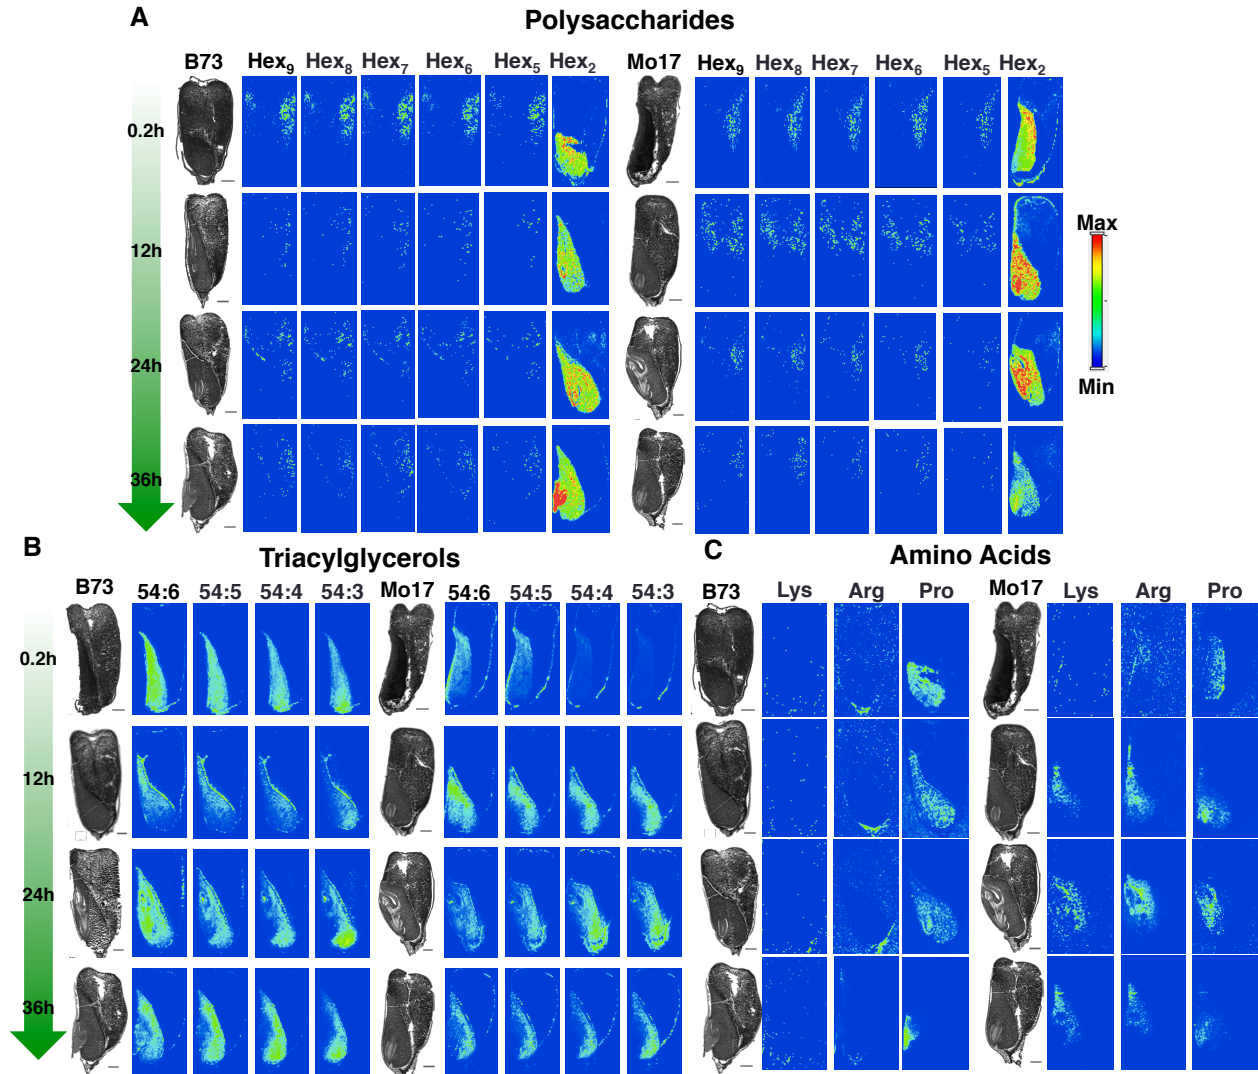 A
Polysaccharides
B73 Hex9 Hex8 Hex7 Hex6 Hex5 Hex2 Mo17 Hex9 Hex8 Hex7 Hex6 Hex5 Hex2
0.2h
12h
24h
36h
Max
Min
B
Triacylglycerols
B73 54:6 54:5 54:4 54:3 Mo17 54:6 54:5 54:4 54:3
0.2h
12h
24h
36h
C
Amino Acids
B73 Lys Arg Pro Mo17 Lys Arg Pro